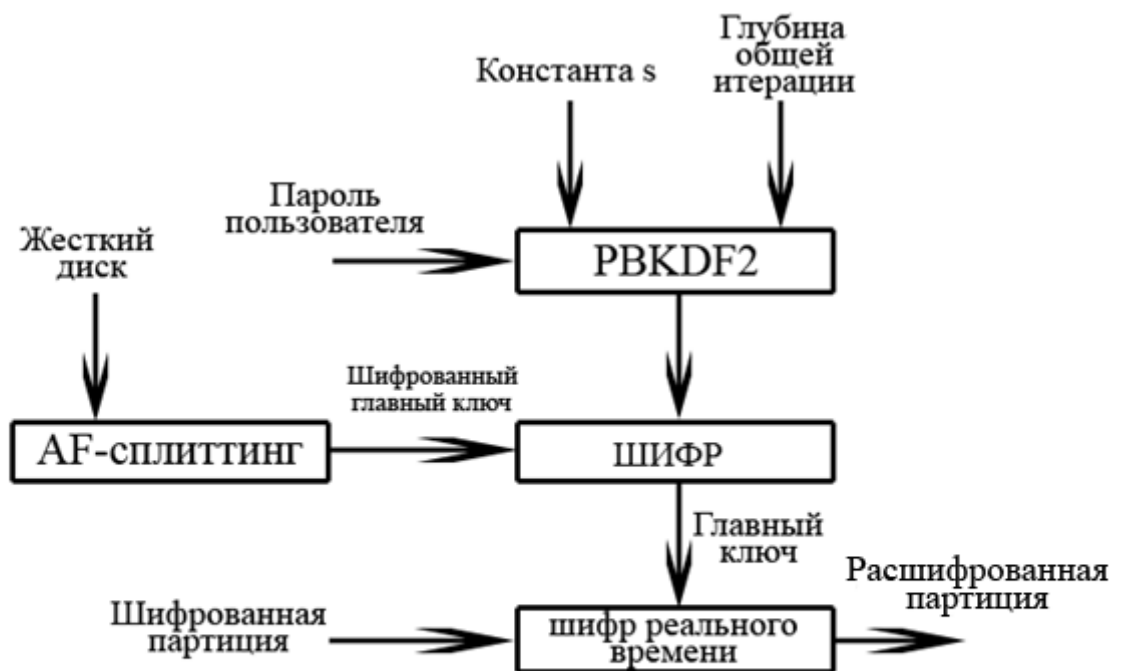 Глубина
общей
итерации
Константа s
Пароль
пользователя
Жесткий
диск
PBKDF2
Шифрованный
главный ключ
AF-сплиттинг
ШИФР
Главный
ключ
Расшифрованная
партиция
Шифрованная
партиция
шифр реального
времени